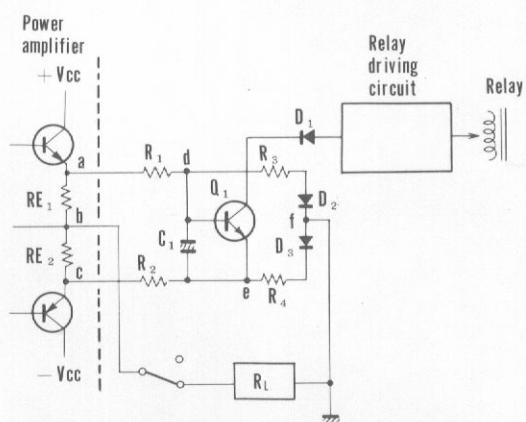 Power
amplifier
+ Vcc
Relay
driving
circuit
Relay
D₁
R₁
d
R₃
a
Q₁
RE₁
D₂
f
b
C₁
D₃
RE₂
R₂
c
e
R₄
− Vcc
RL